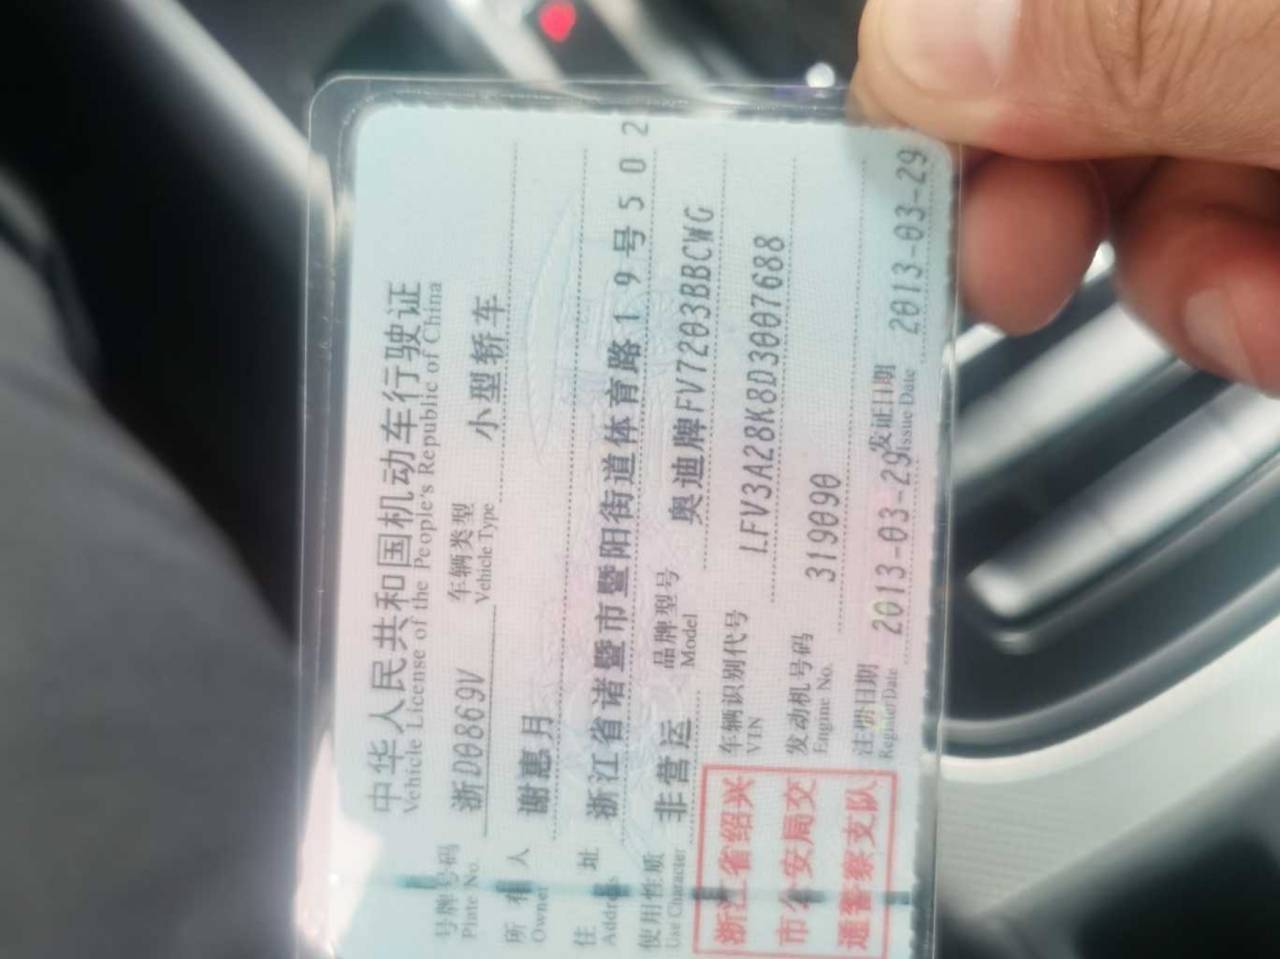 中华人民共和国机动车行驶证
Vehicle License of the People's Republic of China
号牌号码 浙D0869V 车辆类型 小型轿车
Plate No. Vehicle Type
所有人 谢惠月
Owner
住址 浙江省诸暨市暨阳街道体育路19号502
Address
使用性质 非营运 品牌型号 奥迪牌FV7203BBCWG
Use Character Model
浙江省绍兴
市公安局交
通警察支队
车辆识别代号 LFV3A28K8D3007688
VIN
发动机号码 319090
Engine No.
注册日期 2013-03-29 发证日期 2013-03-29
Register Date Issue Date